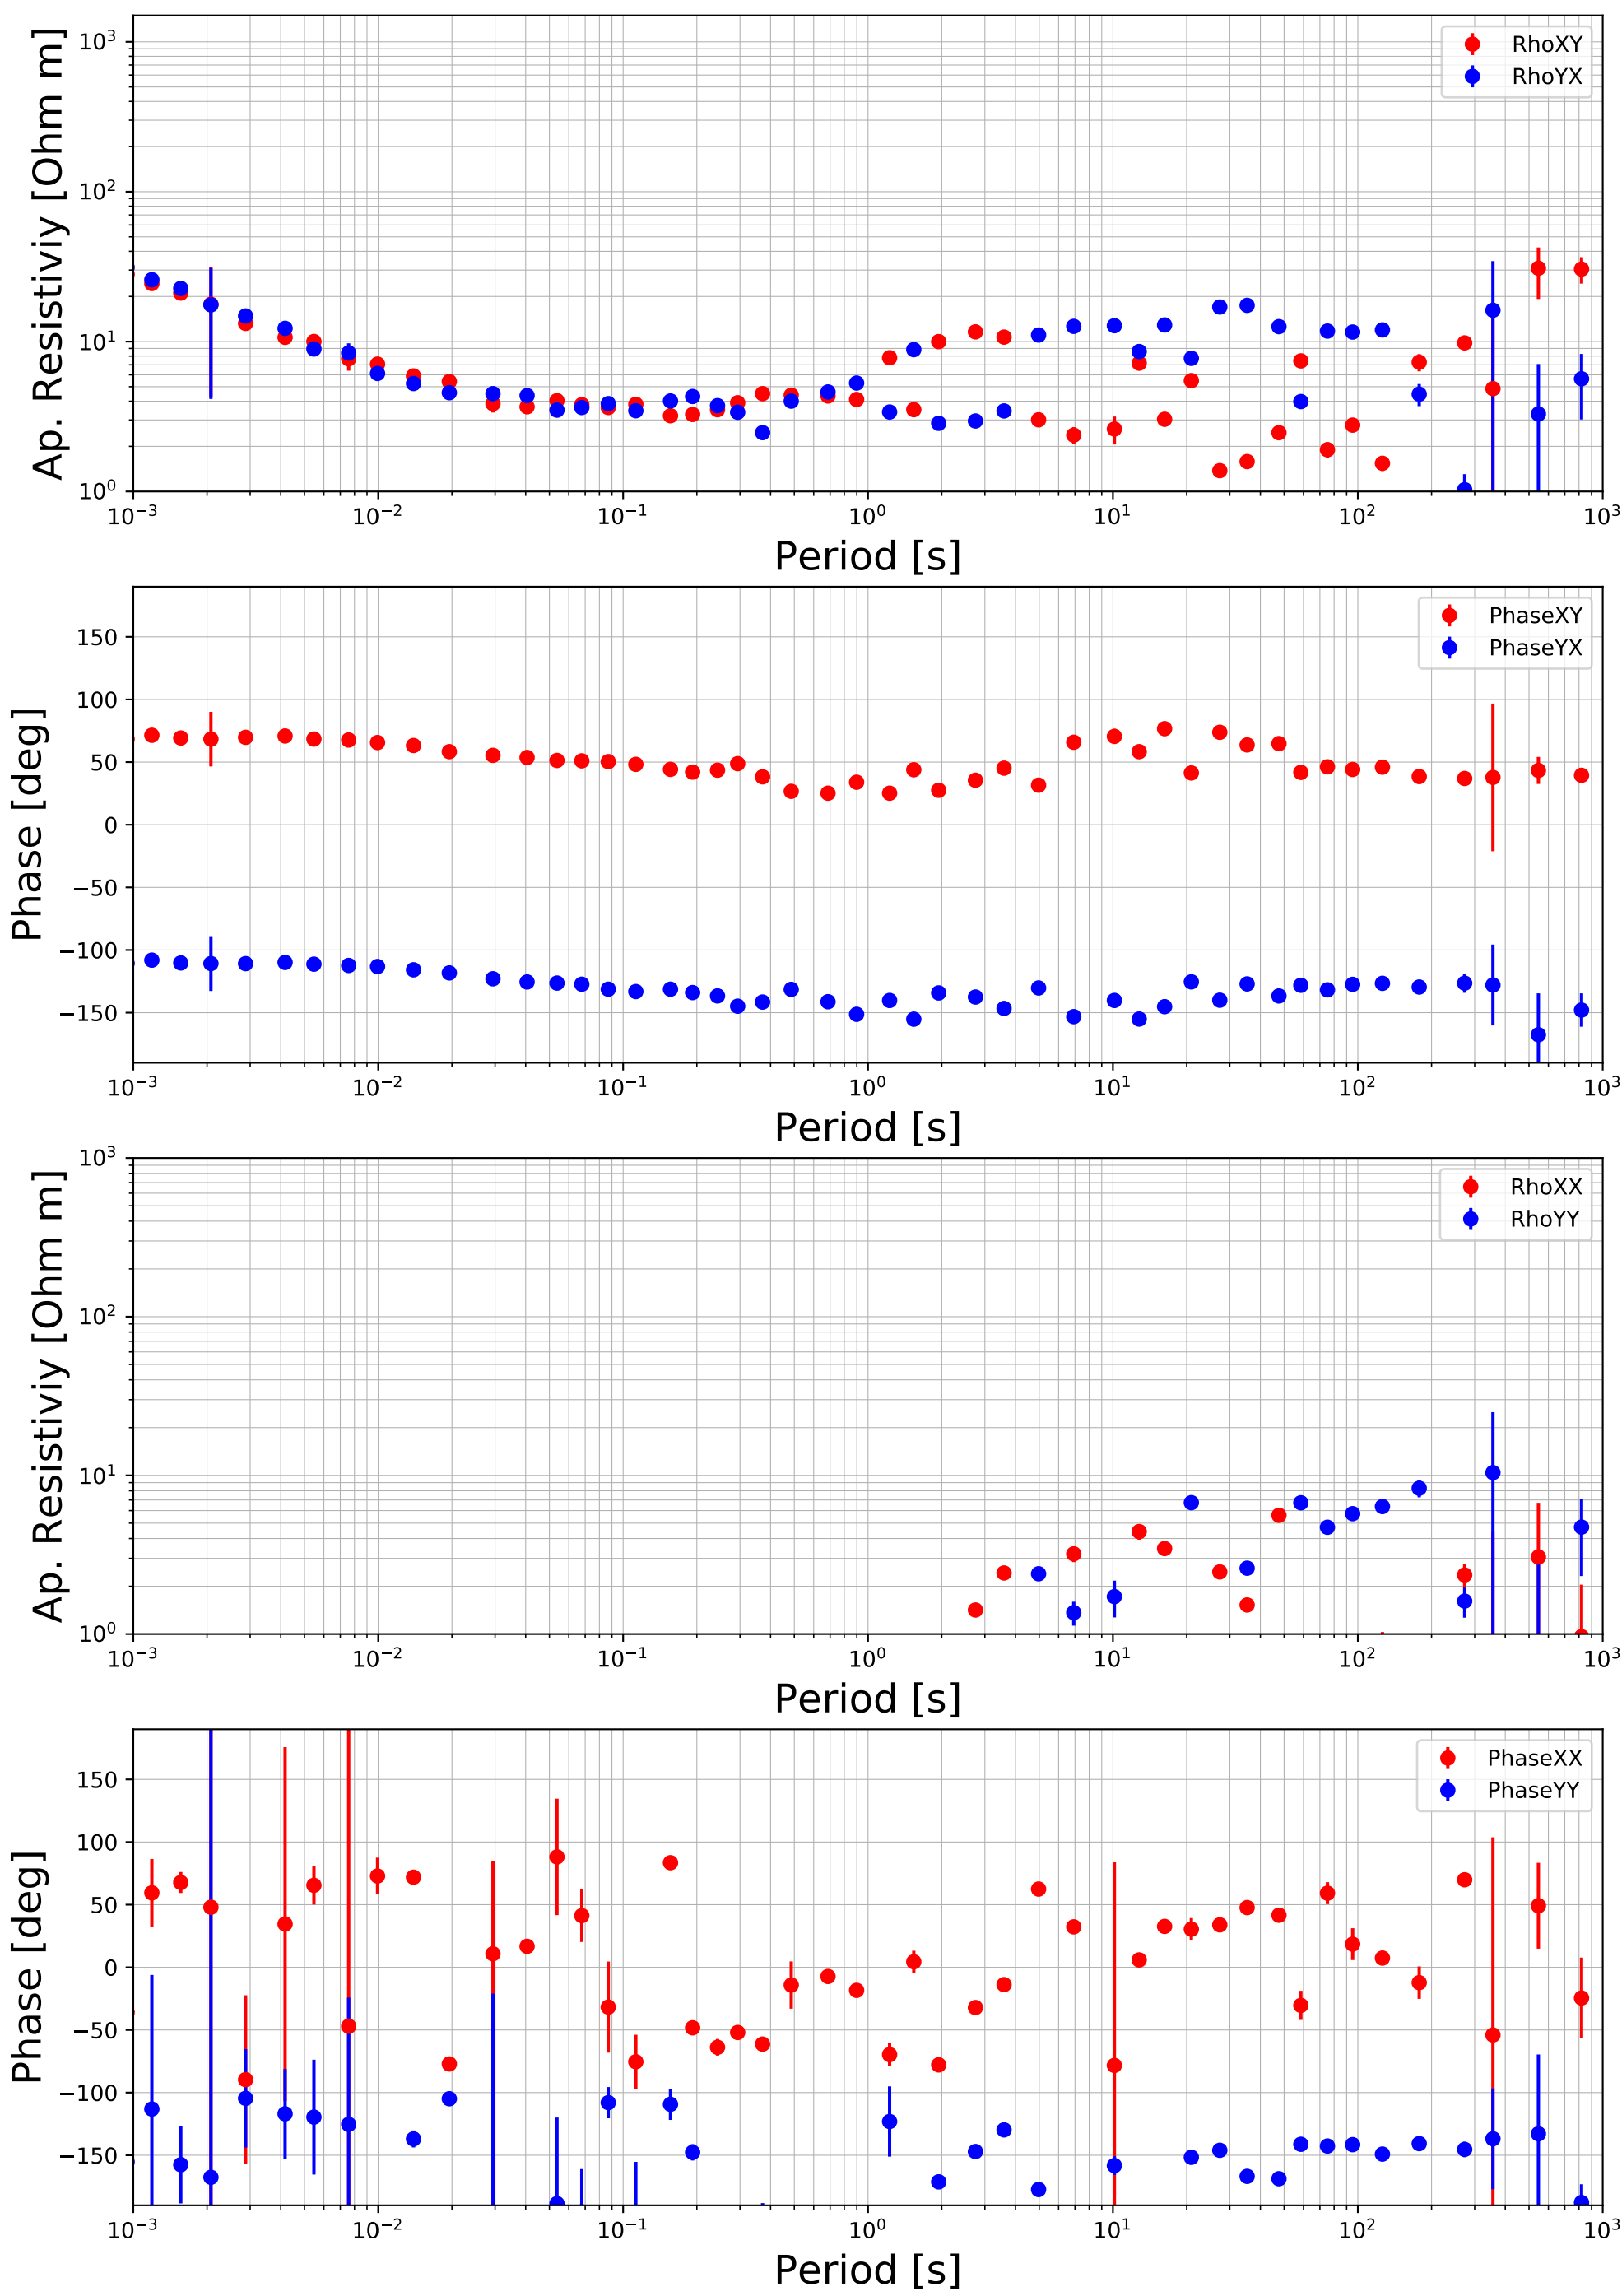 RhoXY
RhoYX
10³
10²
10¹
10⁰
Ap. Resistiviy [Ohm m]
10⁻³ 10⁻² 10⁻¹ 10⁰ 10¹ 10² 10³
Period [s]
PhaseXY
PhaseYX
150
100
50
0
−50
−100
−150
Phase [deg]
10⁻³ 10⁻² 10⁻¹ 10⁰ 10¹ 10² 10³
Period [s]
RhoXX
RhoYY
10³
10²
10¹
10⁰
Ap. Resistiviy [Ohm m]
10⁻³ 10⁻² 10⁻¹ 10⁰ 10¹ 10² 10³
Period [s]
PhaseXX
PhaseYY
150
100
50
0
−50
−100
−150
Phase [deg]
10⁻³ 10⁻² 10⁻¹ 10⁰ 10¹ 10² 10³
Period [s]